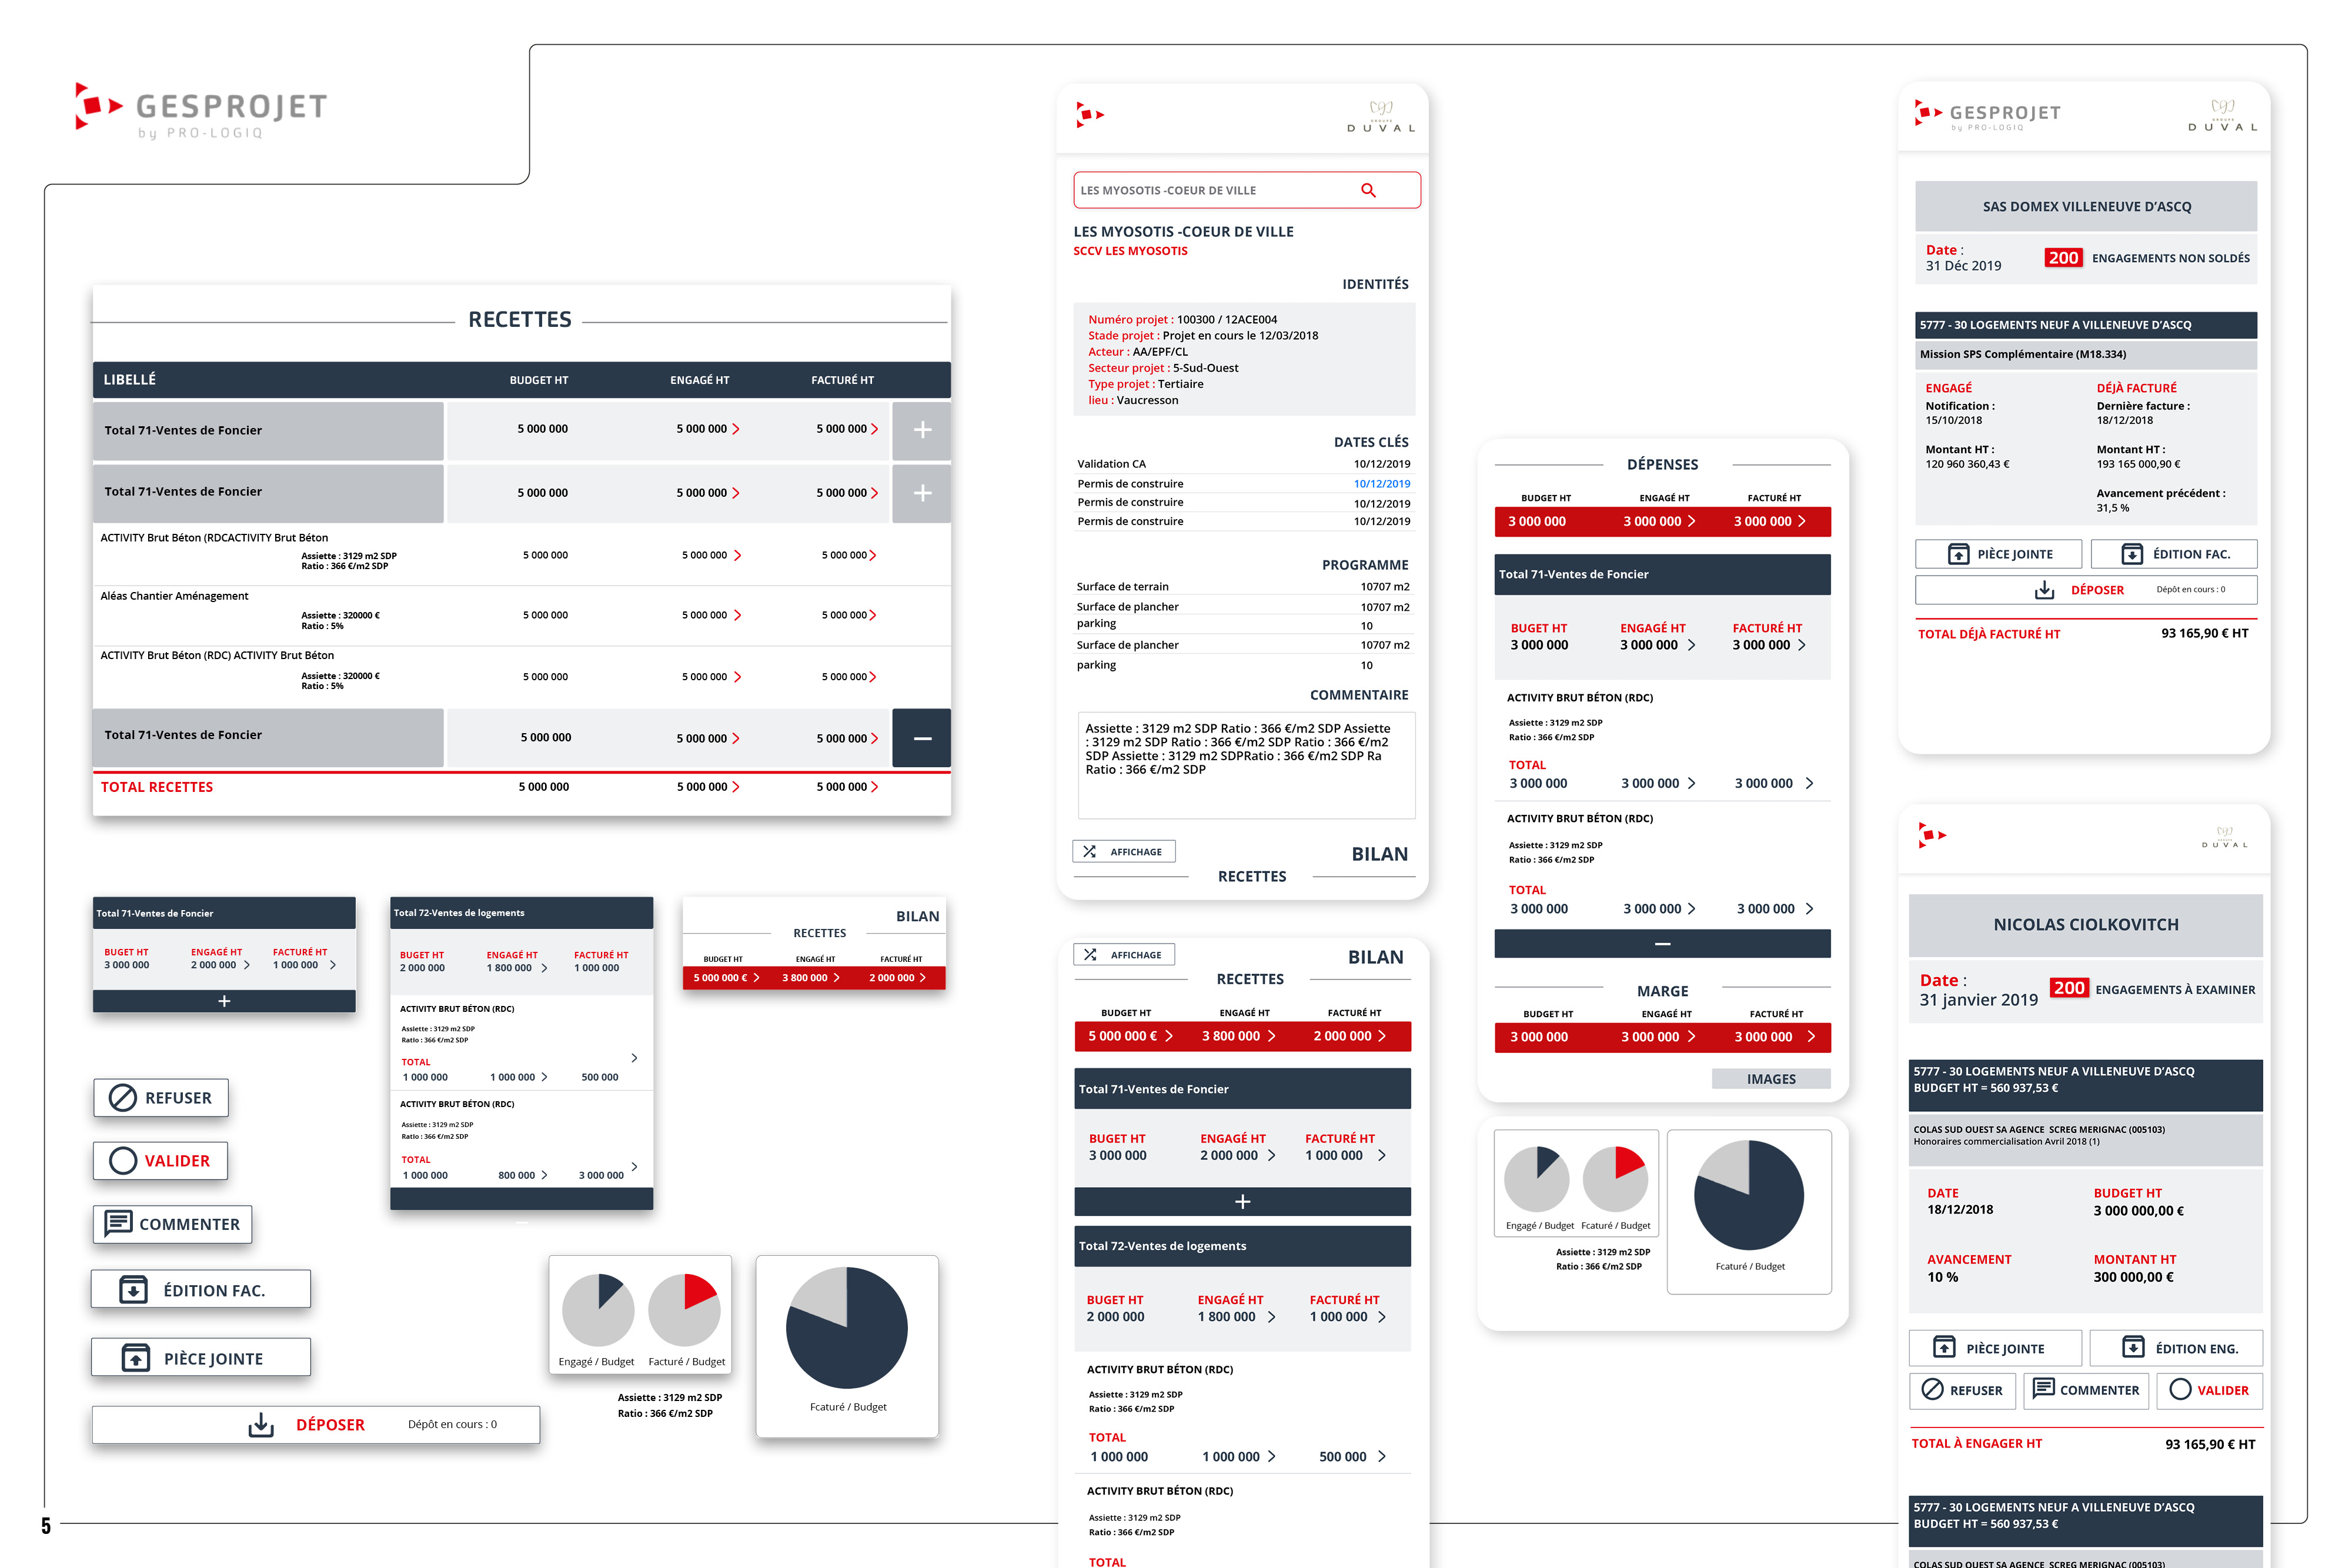 GESPROJET
by PRO-LOGIQ
RECETTES
LIBELLÉ BUDGET HT ENGAGÉ HT FACTURÉ HT
Total 71-Ventes de Foncier 5 000 000 5 000 000 5 000 000
Total 71-Ventes de Foncier 5 000 000 5 000 000 5 000 000
ACTIVITY Brut Béton (RDCACTIVITY Brut Béton
Assiette : 3129 m2 SDP 5 000 000 5 000 000 5 000 000
Ratio : 366 €/m2 SDP
Aléas Chantier Aménagement
Assiette : 320000 € 5 000 000 5 000 000 5 000 000
Ratio : 5%
ACTIVITY Brut Béton (RDC) ACTIVITY Brut Béton
Assiette : 320000 € 5 000 000 5 000 000 5 000 000
Ratio : 5%
Total 71-Ventes de Foncier 5 000 000 5 000 000 5 000 000
TOTAL RECETTES 5 000 000 5 000 000 5 000 000
Total 71-Ventes de Foncier
BUGET HT ENGAGÉ HT FACTURÉ HT
3 000 000 2 000 000 1 000 000
Total 72-Ventes de logements
BUGET HT ENGAGÉ HT FACTURÉ HT
2 000 000 1 800 000 1 000 000
ACTIVITY BRUT BÉTON (RDC)
Assiette : 3129 m2 SDP
Ratio : 366 €/m2 SDP
TOTAL
1 000 000 1 000 000 500 000
ACTIVITY BRUT BÉTON (RDC)
Assiette : 3129 m2 SDP
Ratio : 366 €/m2 SDP
TOTAL
1 000 000 800 000 3 000 000
BILAN
RECETTES
BUDGET HT ENGAGÉ HT FACTURÉ HT
5 000 000 € 3 800 000 2 000 000
REFUSER
VALIDER
COMMENTER
ÉDITION FAC.
PIÈCE JOINTE
DÉPOSER Dépôt en cours : 0
Engagé / Budget Facturé / Budget
Assiette : 3129 m2 SDP
Ratio : 366 €/m2 SDP
Fcaturé / Budget
5
GROUPE
DUVAL
LES MYOSOTIS -COEUR DE VILLE
LES MYOSOTIS -COEUR DE VILLE
SCCV LES MYOSOTIS
IDENTITÉS
Numéro projet : 100300 / 12ACE004
Stade projet : Projet en cours le 12/03/2018
Acteur : AA/EPF/CL
Secteur projet : 5-Sud-Ouest
Type projet : Tertiaire
lieu : Vaucresson
DATES CLÉS
Validation CA 10/12/2019
Permis de construire 10/12/2019
Permis de construire 10/12/2019
Permis de construire 10/12/2019
PROGRAMME
Surface de terrain 10707 m2
Surface de plancher 10707 m2
parking 10
Surface de plancher 10707 m2
parking 10
COMMENTAIRE
Assiette : 3129 m2 SDP Ratio : 366 €/m2 SDP Assiette
: 3129 m2 SDP Ratio : 366 €/m2 SDP Ratio : 366 €/m2
SDP Assiette : 3129 m2 SDPRatio : 366 €/m2 SDP Ra
Ratio : 366 €/m2 SDP
AFFICHAGE BILAN
RECETTES
AFFICHAGE BILAN
RECETTES
BUDGET HT ENGAGÉ HT FACTURÉ HT
5 000 000 € 3 800 000 2 000 000
Total 71-Ventes de Foncier
BUGET HT ENGAGÉ HT FACTURÉ HT
3 000 000 2 000 000 1 000 000
Total 72-Ventes de logements
BUGET HT ENGAGÉ HT FACTURÉ HT
2 000 000 1 800 000 1 000 000
ACTIVITY BRUT BÉTON (RDC)
Assiette : 3129 m2 SDP
Ratio : 366 €/m2 SDP
TOTAL
1 000 000 1 000 000 500 000
ACTIVITY BRUT BÉTON (RDC)
Assiette : 3129 m2 SDP
Ratio : 366 €/m2 SDP
TOTAL
DÉPENSES
BUDGET HT ENGAGÉ HT FACTURÉ HT
3 000 000 3 000 000 3 000 000
Total 71-Ventes de Foncier
BUGET HT ENGAGÉ HT FACTURÉ HT
3 000 000 3 000 000 3 000 000
ACTIVITY BRUT BÉTON (RDC)
Assiette : 3129 m2 SDP
Ratio : 366 €/m2 SDP
TOTAL
3 000 000 3 000 000 3 000 000
ACTIVITY BRUT BÉTON (RDC)
Assiette : 3129 m2 SDP
Ratio : 366 €/m2 SDP
TOTAL
3 000 000 3 000 000 3 000 000
MARGE
BUDGET HT ENGAGÉ HT FACTURÉ HT
3 000 000 3 000 000 3 000 000
IMAGES
Engagé / Budget Fcaturé / Budget
Assiette : 3129 m2 SDP
Ratio : 366 €/m2 SDP
Fcaturé / Budget
GESPROJET
by PRO-LOGIQ
GROUPE
DUVAL
SAS DOMEX VILLENEUVE D’ASCQ
Date :
31 Déc 2019
200 ENGAGEMENTS NON SOLDÉS
5777 - 30 LOGEMENTS NEUF A VILLENEUVE D’ASCQ
Mission SPS Complémentaire (M18.334)
ENGAGÉ DÉJÀ FACTURÉ
Notification : Dernière facture :
15/10/2018 18/12/2018
Montant HT : Montant HT :
120 960 360,43 € 193 165 000,90 €
Avancement précédent :
31,5 %
PIÈCE JOINTE ÉDITION FAC.
DÉPOSER Dépôt en cours : 0
TOTAL DÉJÀ FACTURÉ HT 93 165,90 € HT
GROUPE
DUVAL
NICOLAS CIOLKOVITCH
Date :
31 janvier 2019
200 ENGAGEMENTS À EXAMINER
5777 - 30 LOGEMENTS NEUF A VILLENEUVE D’ASCQ
BUDGET HT = 560 937,53 €
COLAS SUD OUEST SA AGENCE SCREG MERIGNAC (005103)
Honoraires commercialisation Avril 2018 (1)
DATE BUDGET HT
18/12/2018 3 000 000,00 €
AVANCEMENT MONTANT HT
10 % 300 000,00 €
PIÈCE JOINTE ÉDITION ENG.
REFUSER COMMENTER VALIDER
TOTAL À ENGAGER HT 93 165,90 € HT
5777 - 30 LOGEMENTS NEUF A VILLENEUVE D’ASCQ
BUDGET HT = 560 937,53 €
COLAS SUD OUEST SA AGENCE SCREG MERIGNAC (005103)